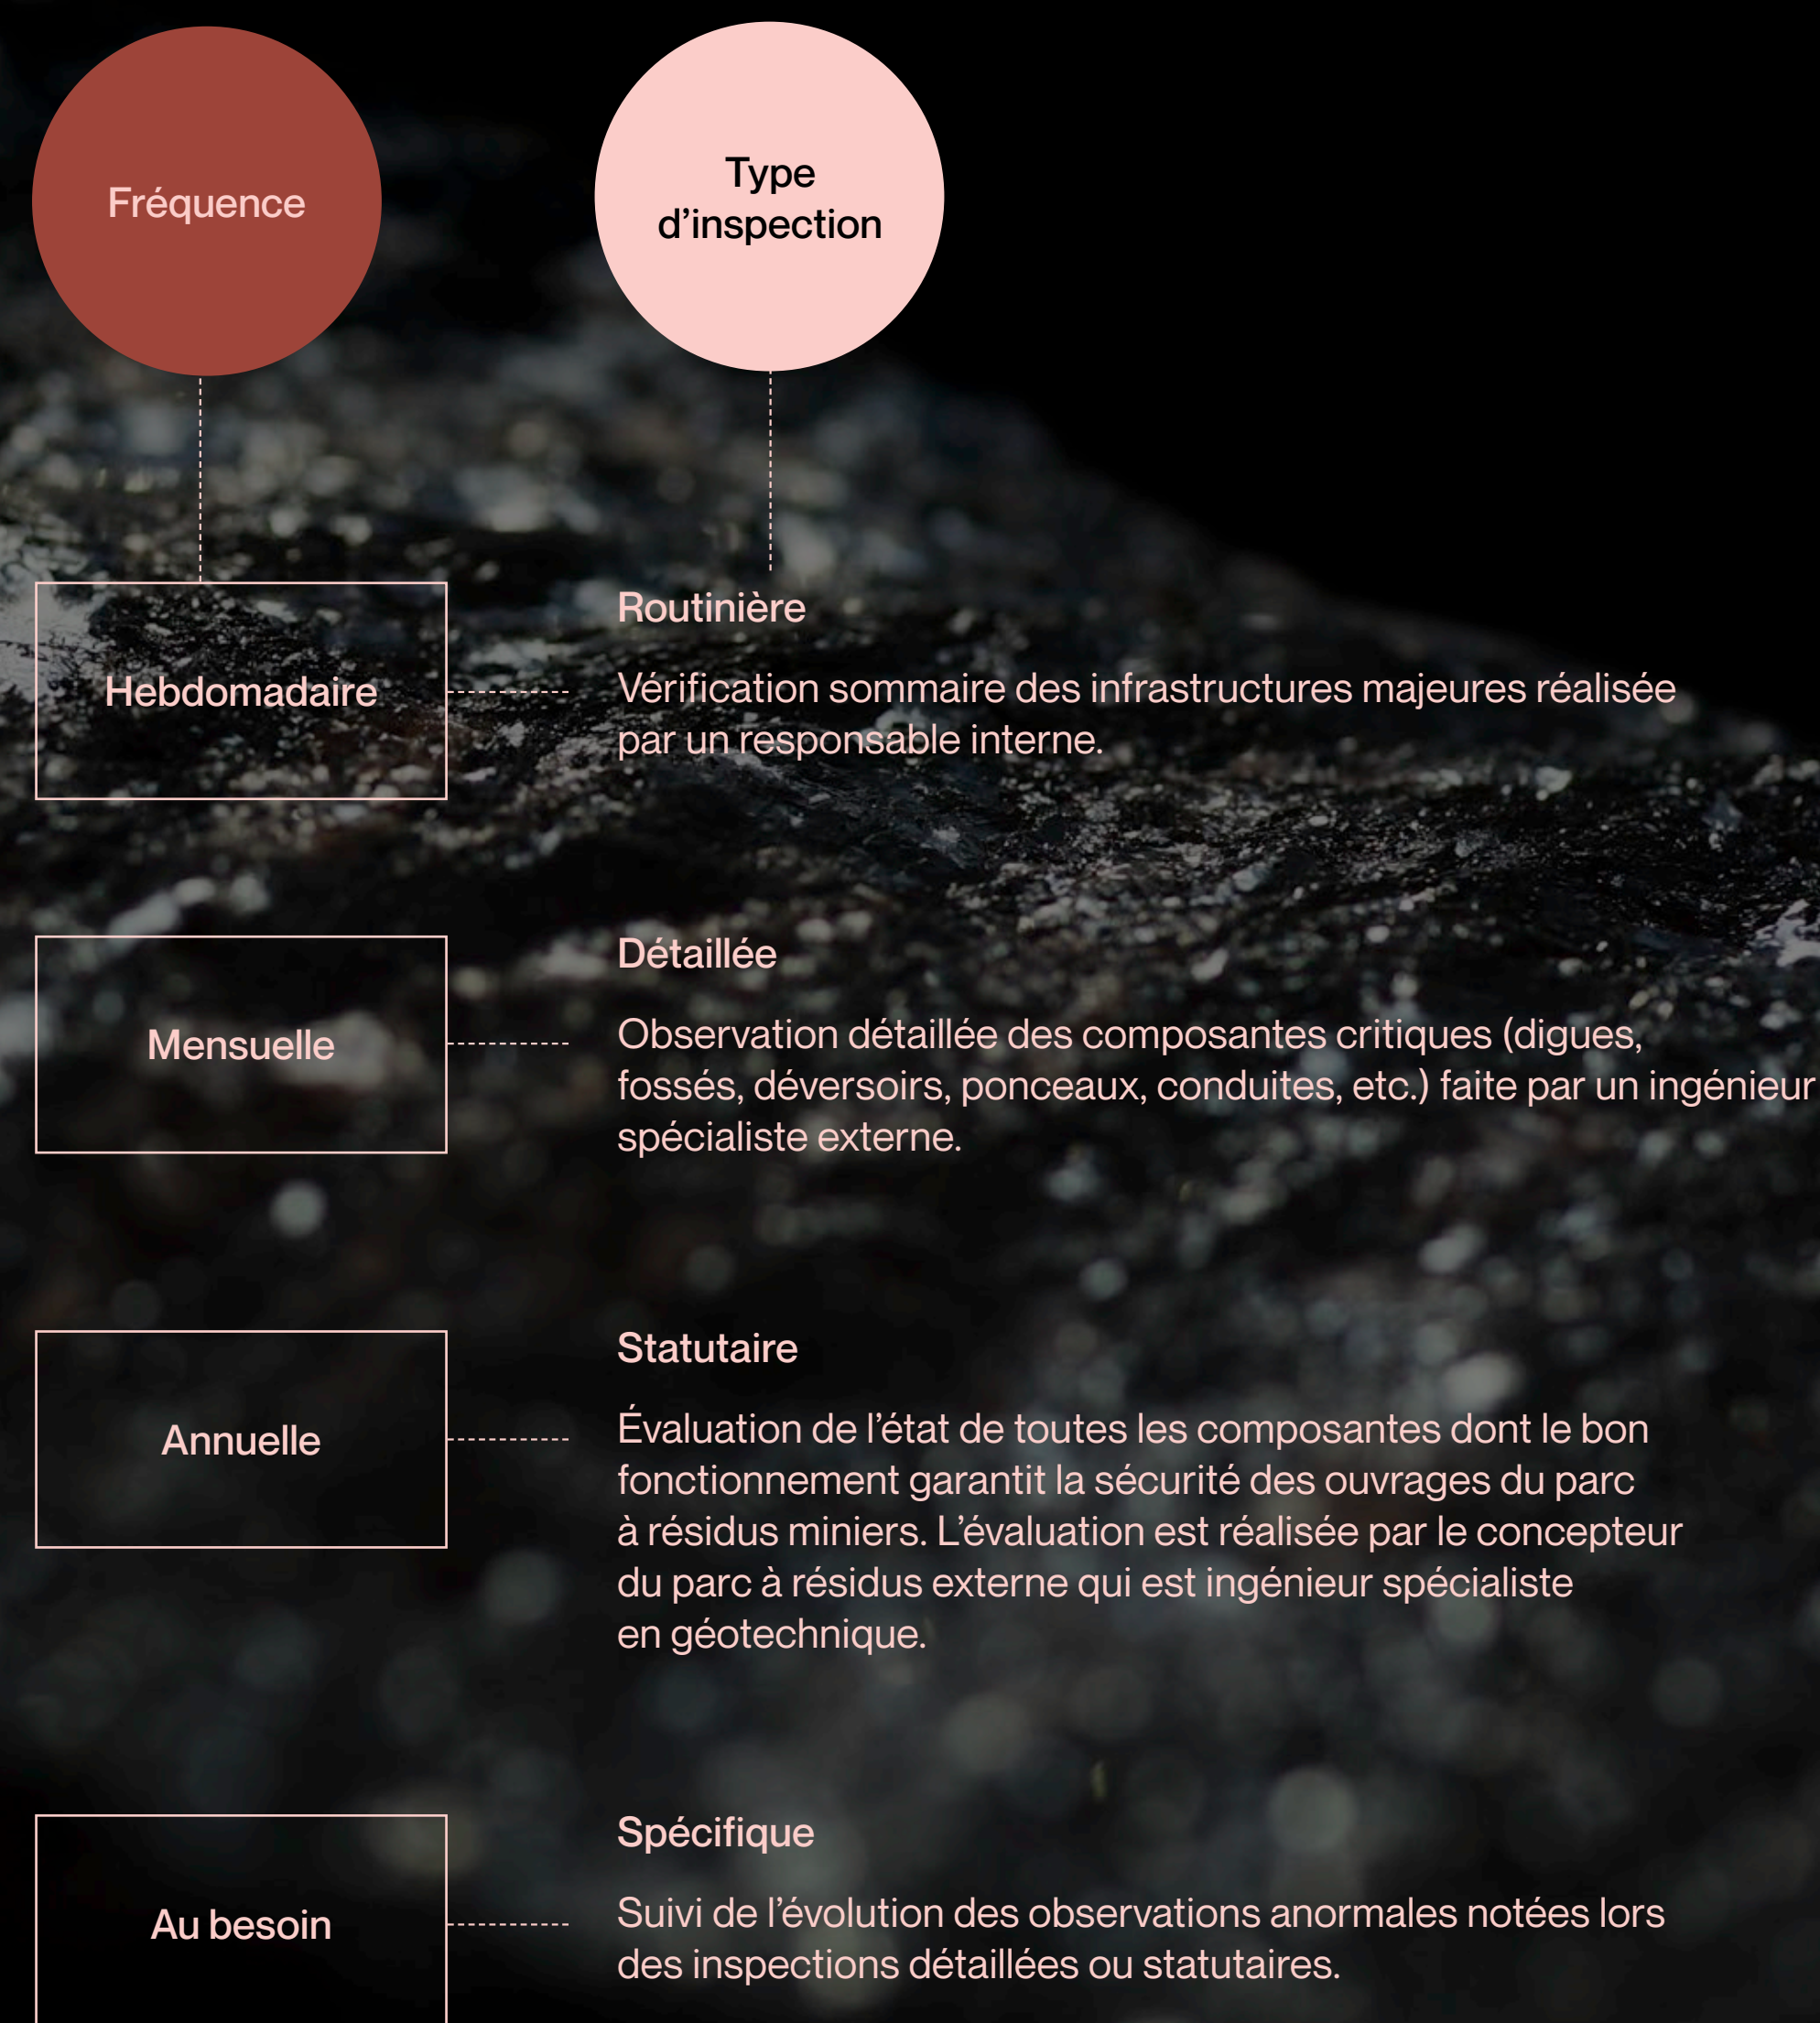 Fréquence
Type
d’inspection
Hebdomadaire
Routinière
Vérification sommaire des infrastructures majeures réalisée
par un responsable interne.
Mensuelle
Détaillée
Observation détaillée des composantes critiques (digues,
fossés, déversoirs, ponceaux, conduites, etc.) faite par un ingénieur
spécialiste externe.
Annuelle
Statutaire
Évaluation de l’état de toutes les composantes dont le bon
fonctionnement garantit la sécurité des ouvrages du parc
à résidus miniers. L’évaluation est réalisée par le concepteur
du parc à résidus externe qui est ingénieur spécialiste
en géotechnique.
Au besoin
Spécifique
Suivi de l’évolution des observations anormales notées lors
des inspections détaillées ou statutaires.